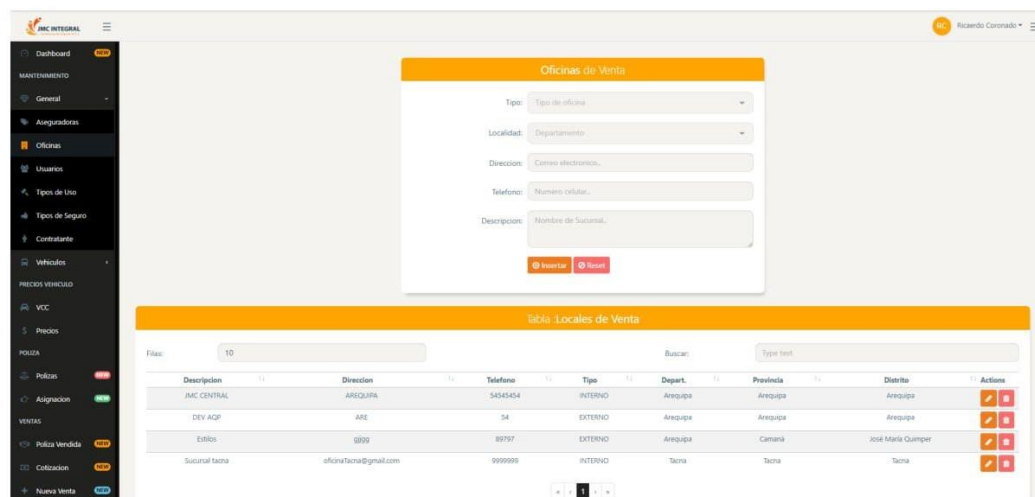 JMC INTEGRAL
RC Ricaerdo Coronado
Dashboard NEW
MANTENIMIENTO
General
Aseguradoras
Oficinas
Usuarios
Tipos de Uso
Tipos de Seguro
Contratante
Vehiculos
PRECIOS VEHICULO
VCC
Precios
POLIZA
Polizas NEW
Asignacion NEW
VENTAS
Poliza Vendida NEW
Cotizacion NEW
Nueva Venta NEW
Oficinas de Venta
Tipo: Tipo de oficina
Localidad: Departamento
Direccion: Correo electronico..
Telefono: Numero celular..
Descripcion: Nombre de Sucursal..
Insertar Reset
Tabla :Locales de Venta
Filas: 10 Buscar: Type text
Descripcion Direccion Telefono Tipo Depart. Provincia Distrito Actions
JMC CENTRAL AREQUIPA 54545454 INTERNO Arequipa Arequipa Arequipa
DEV AQP ARE 54 EXTERNO Arequipa Arequipa Arequipa
Estilos 89797 EXTERNO Arequipa Camaná José María Quimper
Sucursal tacna oficinaTacna@gmail.com 9999999 INTERNO Tacna Tacna Tacna
« ‹ 1 › »